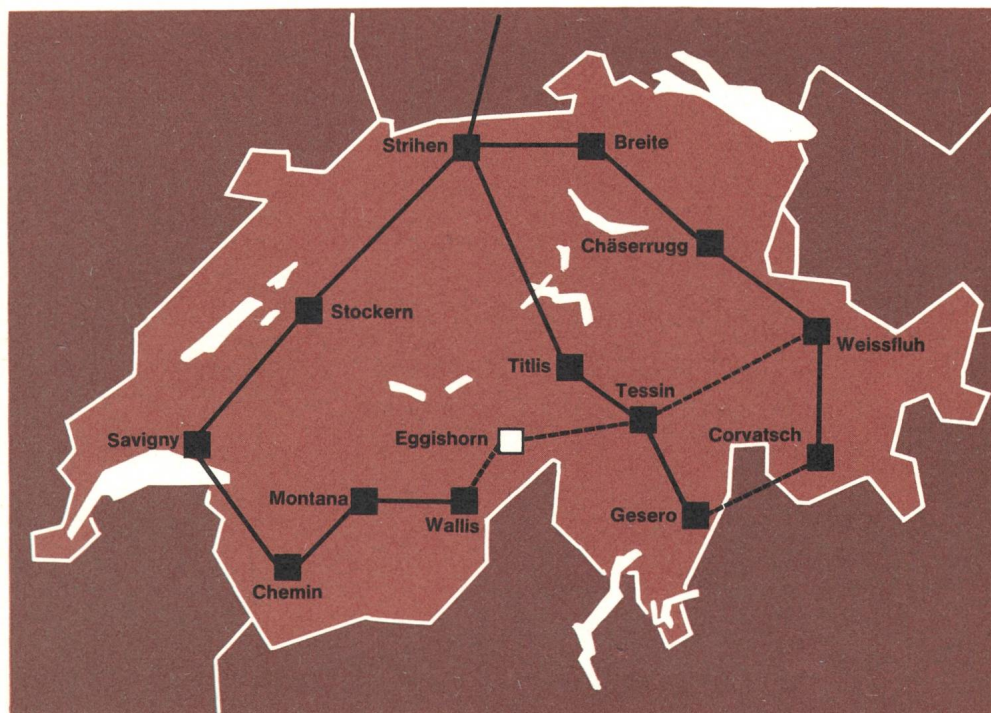 Strihen
Breite
Chäserrugg
Stockern
Weissfluh
Titlis
Tessin
Savigny
Eggishorn
Corvatsch
Montana
Wallis
Gesero
Chemin